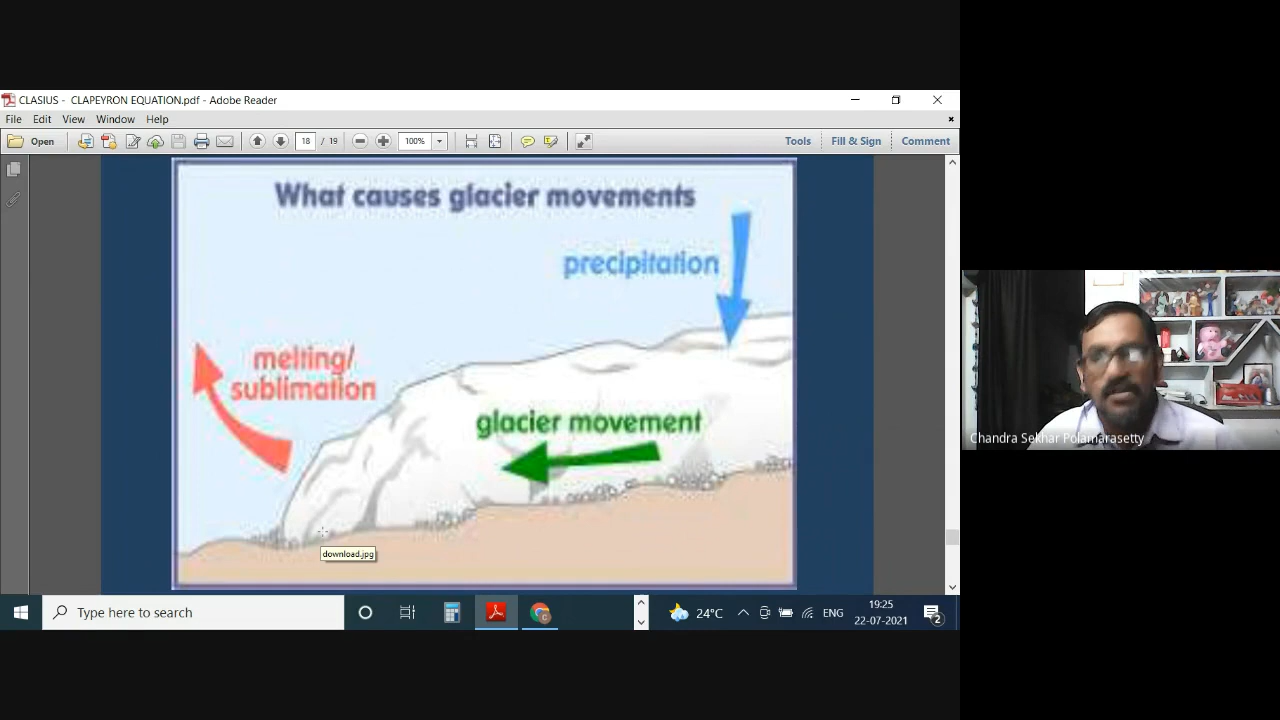 CLASIUS - CLAPEYRON EQUATION.pdf - Adobe Reader
File Edit View Window Help
Open 18 / 19 100% Tools Fill & Sign Comment
What causes glacier movements
precipitation
melting/
sublimation
glacier movement
download.jpg
Chandra Sekhar Polamarasetty
Type here to search
24°C ENG
19:25
22-07-2021
2